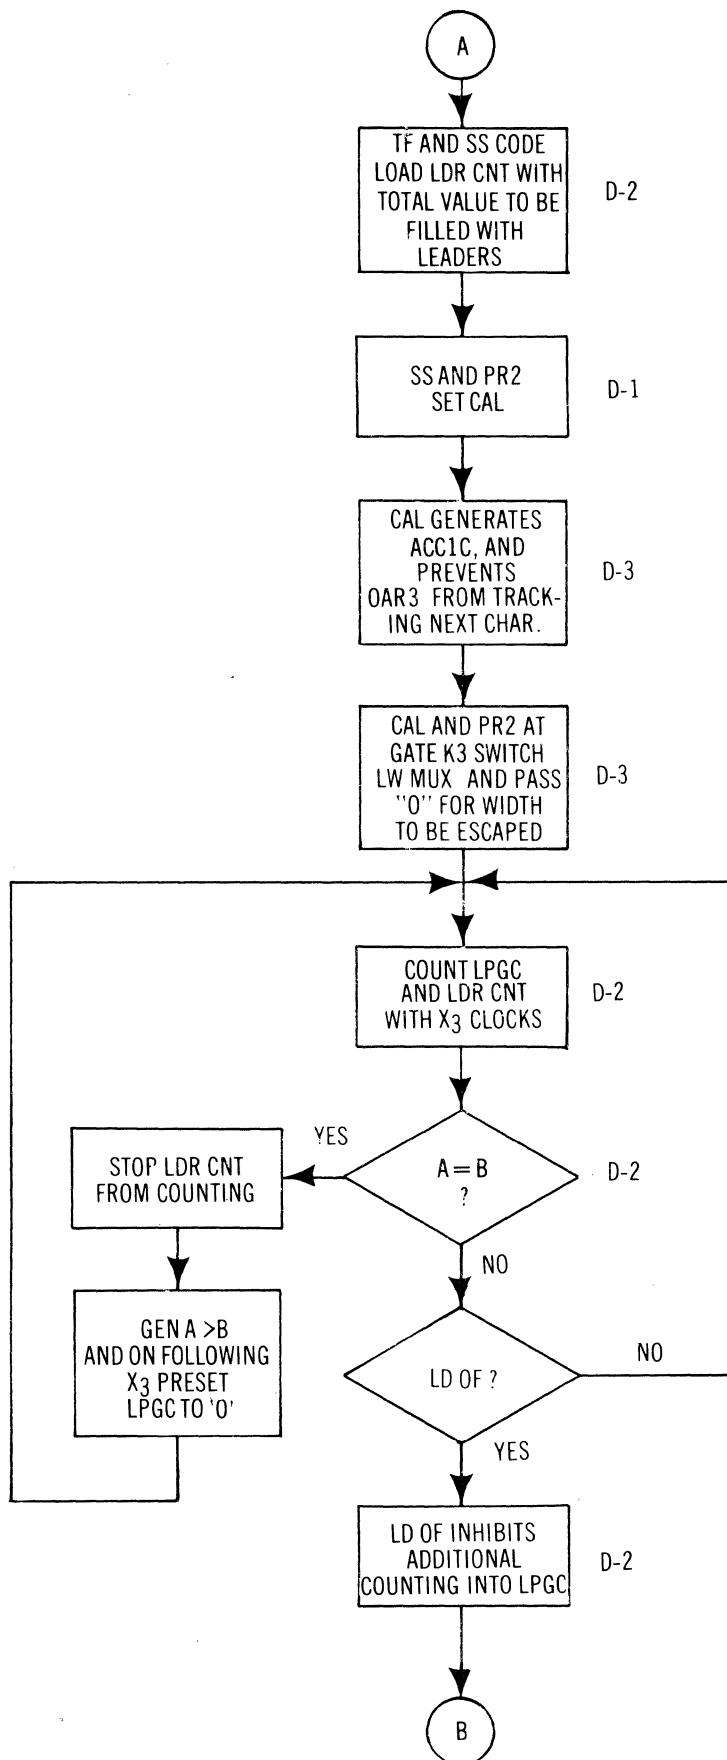 A
TF AND SS CODE
LOAD LDR CNT WITH
TOTAL VALUE TO BE
FILLED WITH
LEADERS
D-2
SS AND PR2
SET CAL
D-1
CAL GENERATES
ACC1C, AND
PREVENTS
OAR3 FROM TRACK-
ING NEXT CHAR.
D-3
CAL AND PR2 AT
GATE K3 SWITCH
LW MUX AND PASS
"0" FOR WIDTH
TO BE ESCAPED
D-3
COUNT LPGC
AND LDR CNT
WITH X3 CLOCKS
D-2
A = B
?
D-2
YES
STOP LDR CNT
FROM COUNTING
GEN A >B
AND ON FOLLOWING
X3 PRESET
LPGC TO '0'
NO
LD OF ?
NO
YES
LD OF INHIBITS
ADDITIONAL
COUNTING INTO LPGC
D-2
B